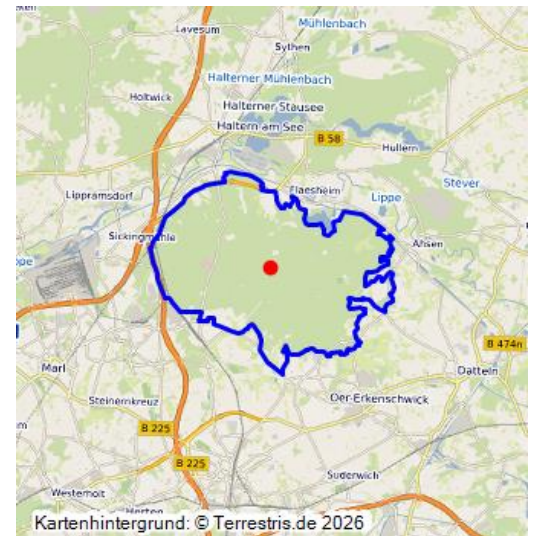 Lavesum
Mühlenbach
Sythen
Halterner Mühlenbach
Holtwick
Halterner Stausee
Haltern am See
B 58
Hullern
Flaesheim
Stever
Lippramsdorf
Lippe
Sickingmühle
Ahsen
B 474n
Marl
Datteln
Steinernkreuz
Oer-Erkenschwick
B 225
B 225
Suderwich
Westerholt
Herten
Kartenhintergrund: © Terrestris.de 2026